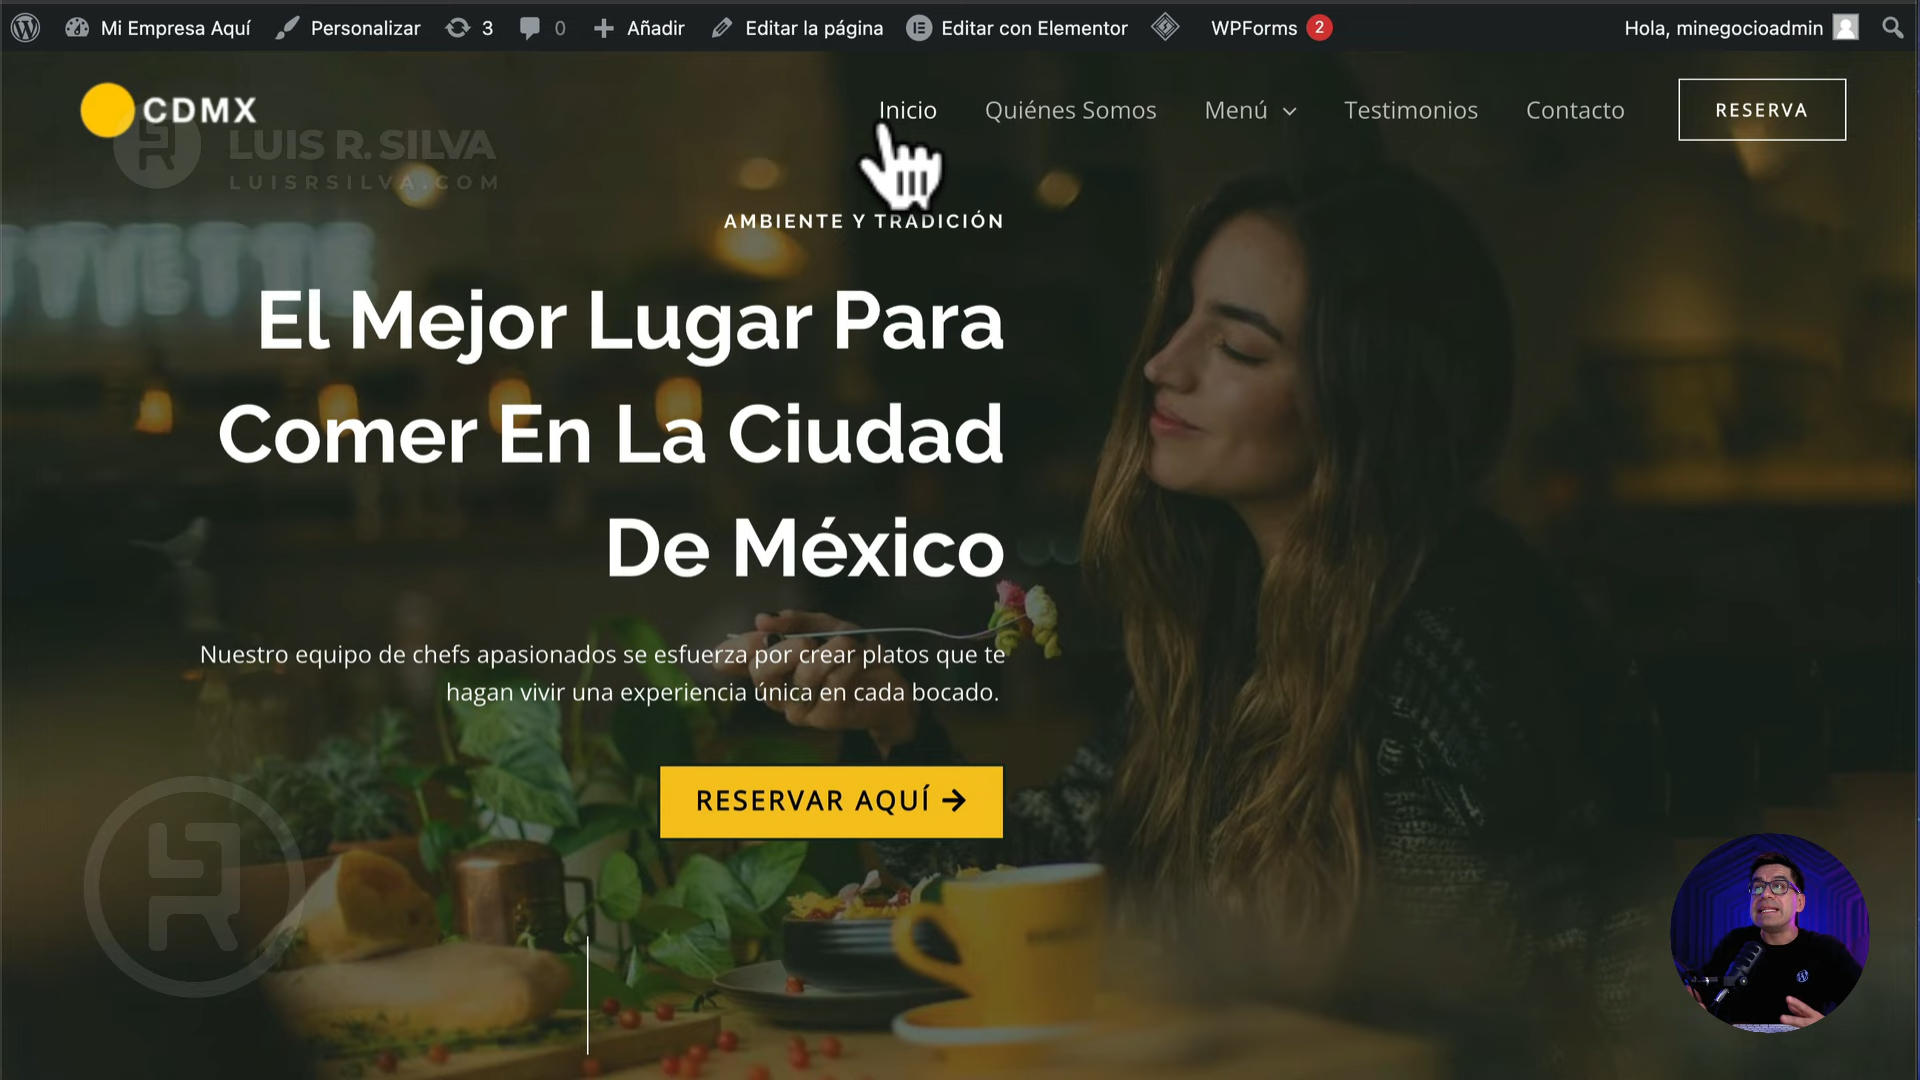 Mi Empresa Aquí Personalizar 3 0 Añadir Editar la página Editar con Elementor WPForms 2 Hola, minegocioadmin
CDMX
Inicio Quiénes Somos Menú Testimonios Contacto RESERVA
LUIS R. SILVA
LUISRSILVA.COM
AMBIENTE Y TRADICIÓN
El Mejor Lugar Para
Comer En La Ciudad
De México
Nuestro equipo de chefs apasionados se esfuerza por crear platos que te
hagan vivir una experiencia única en cada bocado.
RESERVAR AQUÍ →